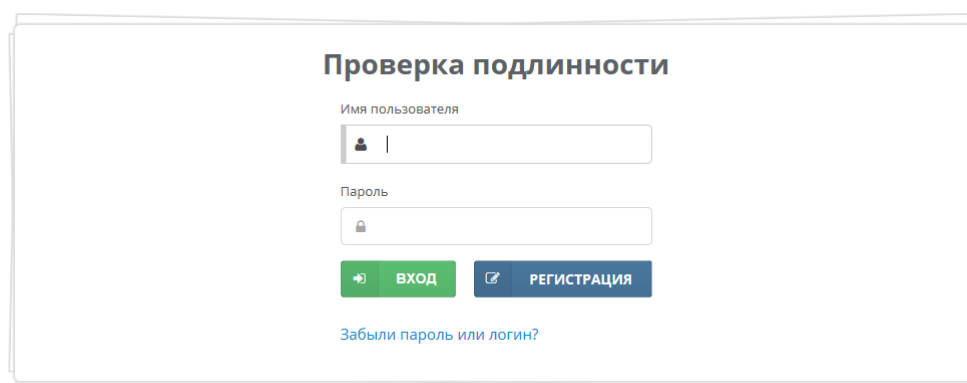 Проверка подлинности
Имя пользователя
Пароль
ВХОД РЕГИСТРАЦИЯ
Забыли пароль или логин?